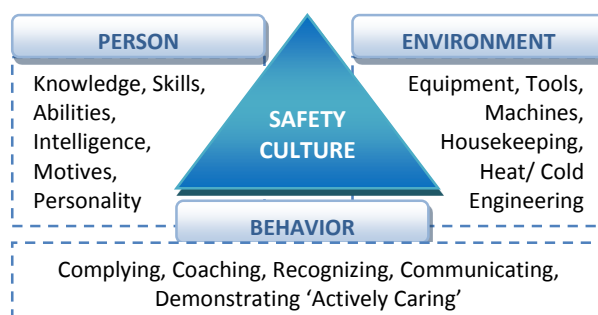 PERSON
Knowledge, Skills,
Abilities,
Intelligence,
Motives,
Personality
SAFETY
CULTURE
ENVIRONMENT
Equipment, Tools,
Machines,
Housekeeping,
Heat/ Cold
Engineering
BEHAVIOR
Complying, Coaching, Recognizing, Communicating,
Demonstrating ‘Actively Caring’